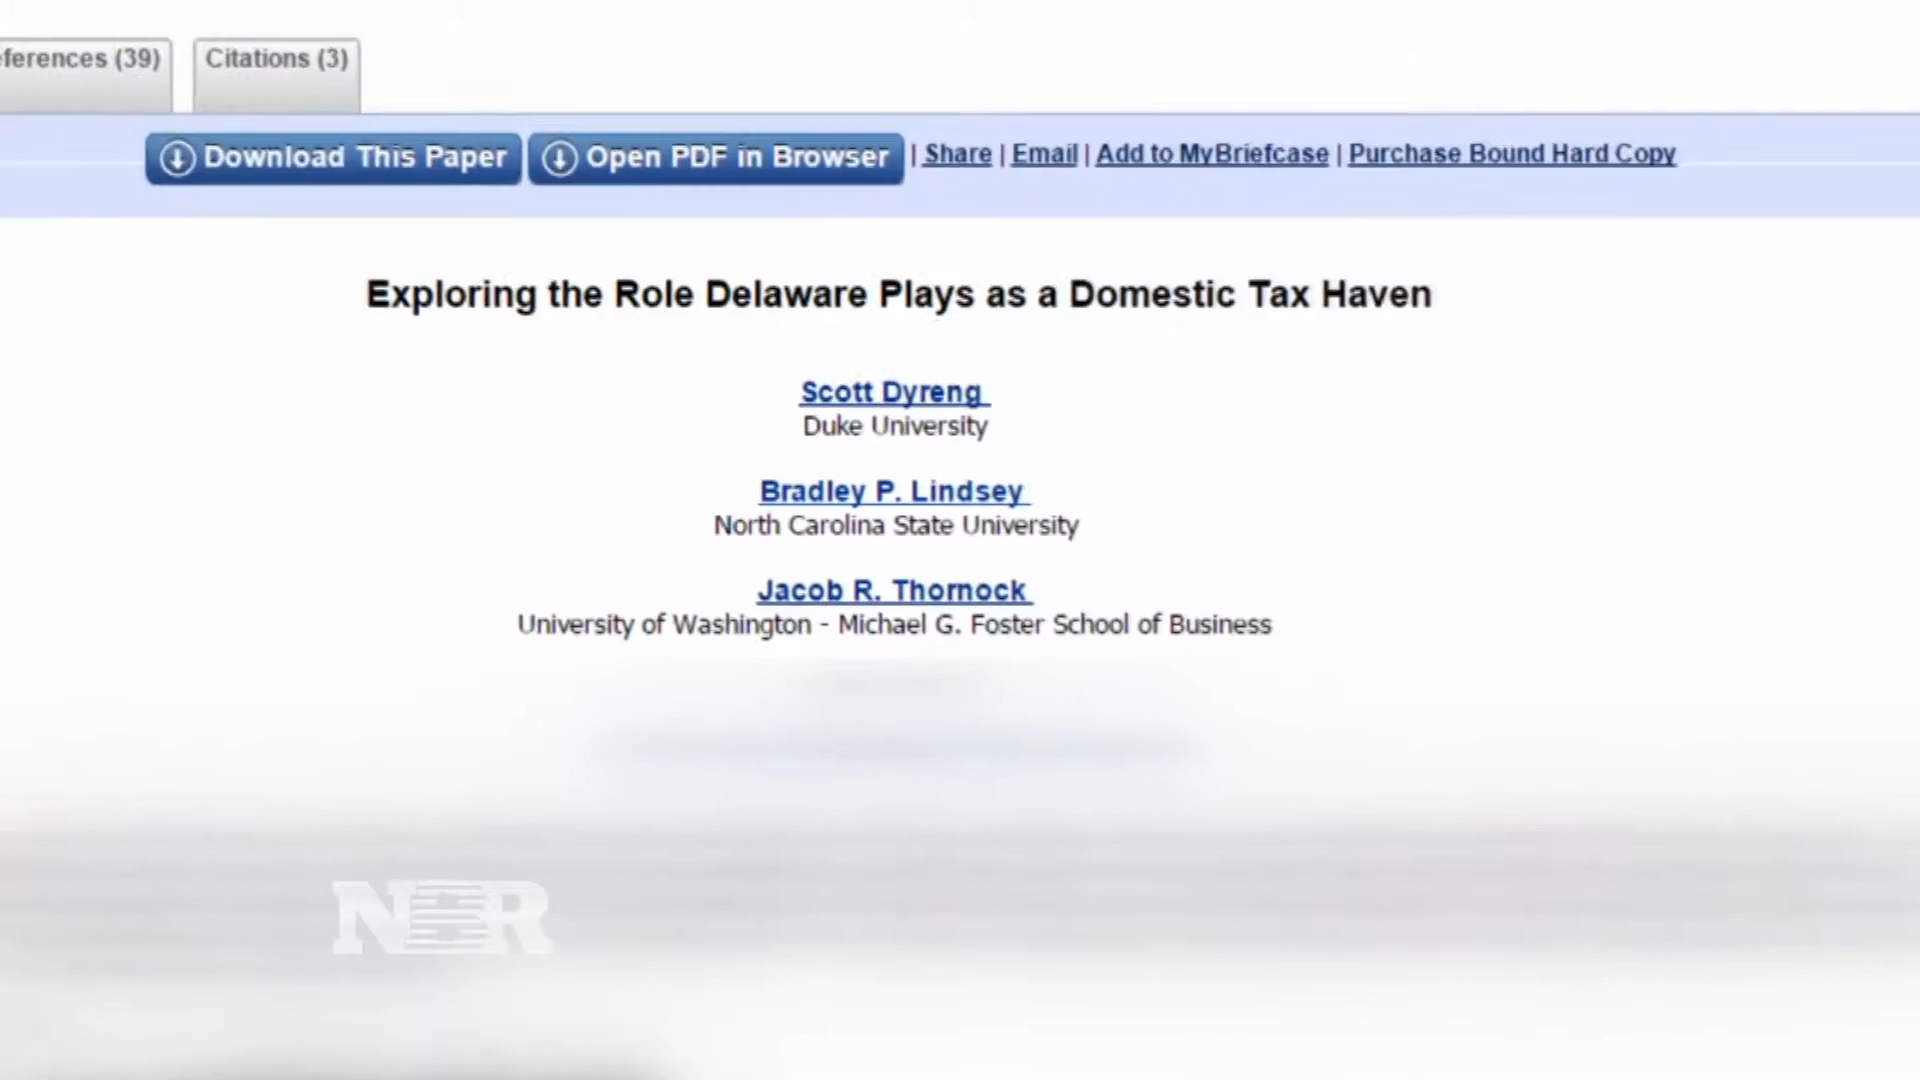 ferences (39) Citations (3)
Download This Paper Open PDF in Browser | Share | Email | Add to MyBriefcase | Purchase Bound Hard Copy
Exploring the Role Delaware Plays as a Domestic Tax Haven
Scott Dyreng
Duke University
Bradley P. Lindsey
North Carolina State University
Jacob R. Thornock
University of Washington - Michael G. Foster School of Business
NBR